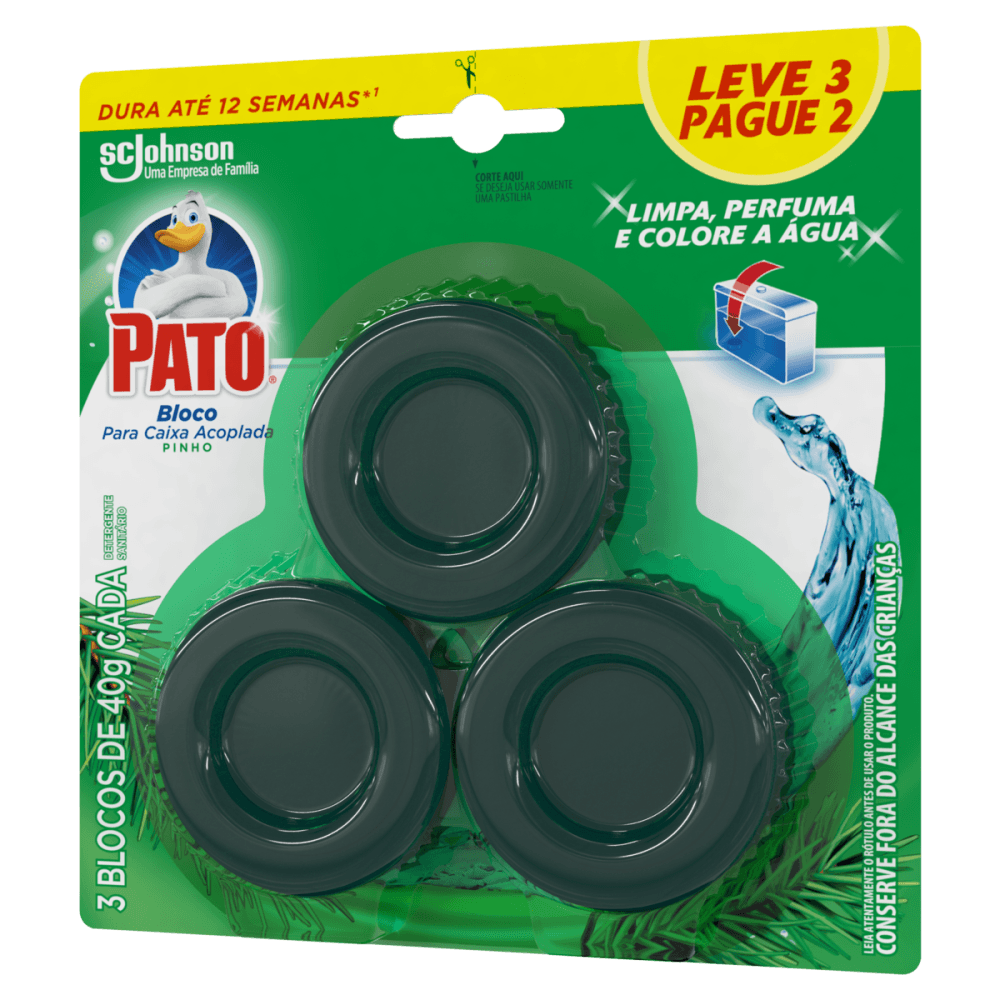 DURA ATÉ 12 SEMANAS*¹
LEVE 3
PAGUE 2
SCJohnson
Uma Empresa de Família
CORTE AQUI
SE DESEJA USAR SOMENTE
UMA PASTILHA
LIMPA, PERFUMA
E COLORE A ÁGUA
PATO®
Bloco
Para Caixa Acoplada
PINHO
3 BLOCOS DE 40g/CADA
DETERGENTE
SANITÁRIO
LEIA ATENTAMENTE O RÓTULO ANTES DE USAR O PRODUTO.
CONSERVE FORA DO ALCANCE DAS CRIANÇAS